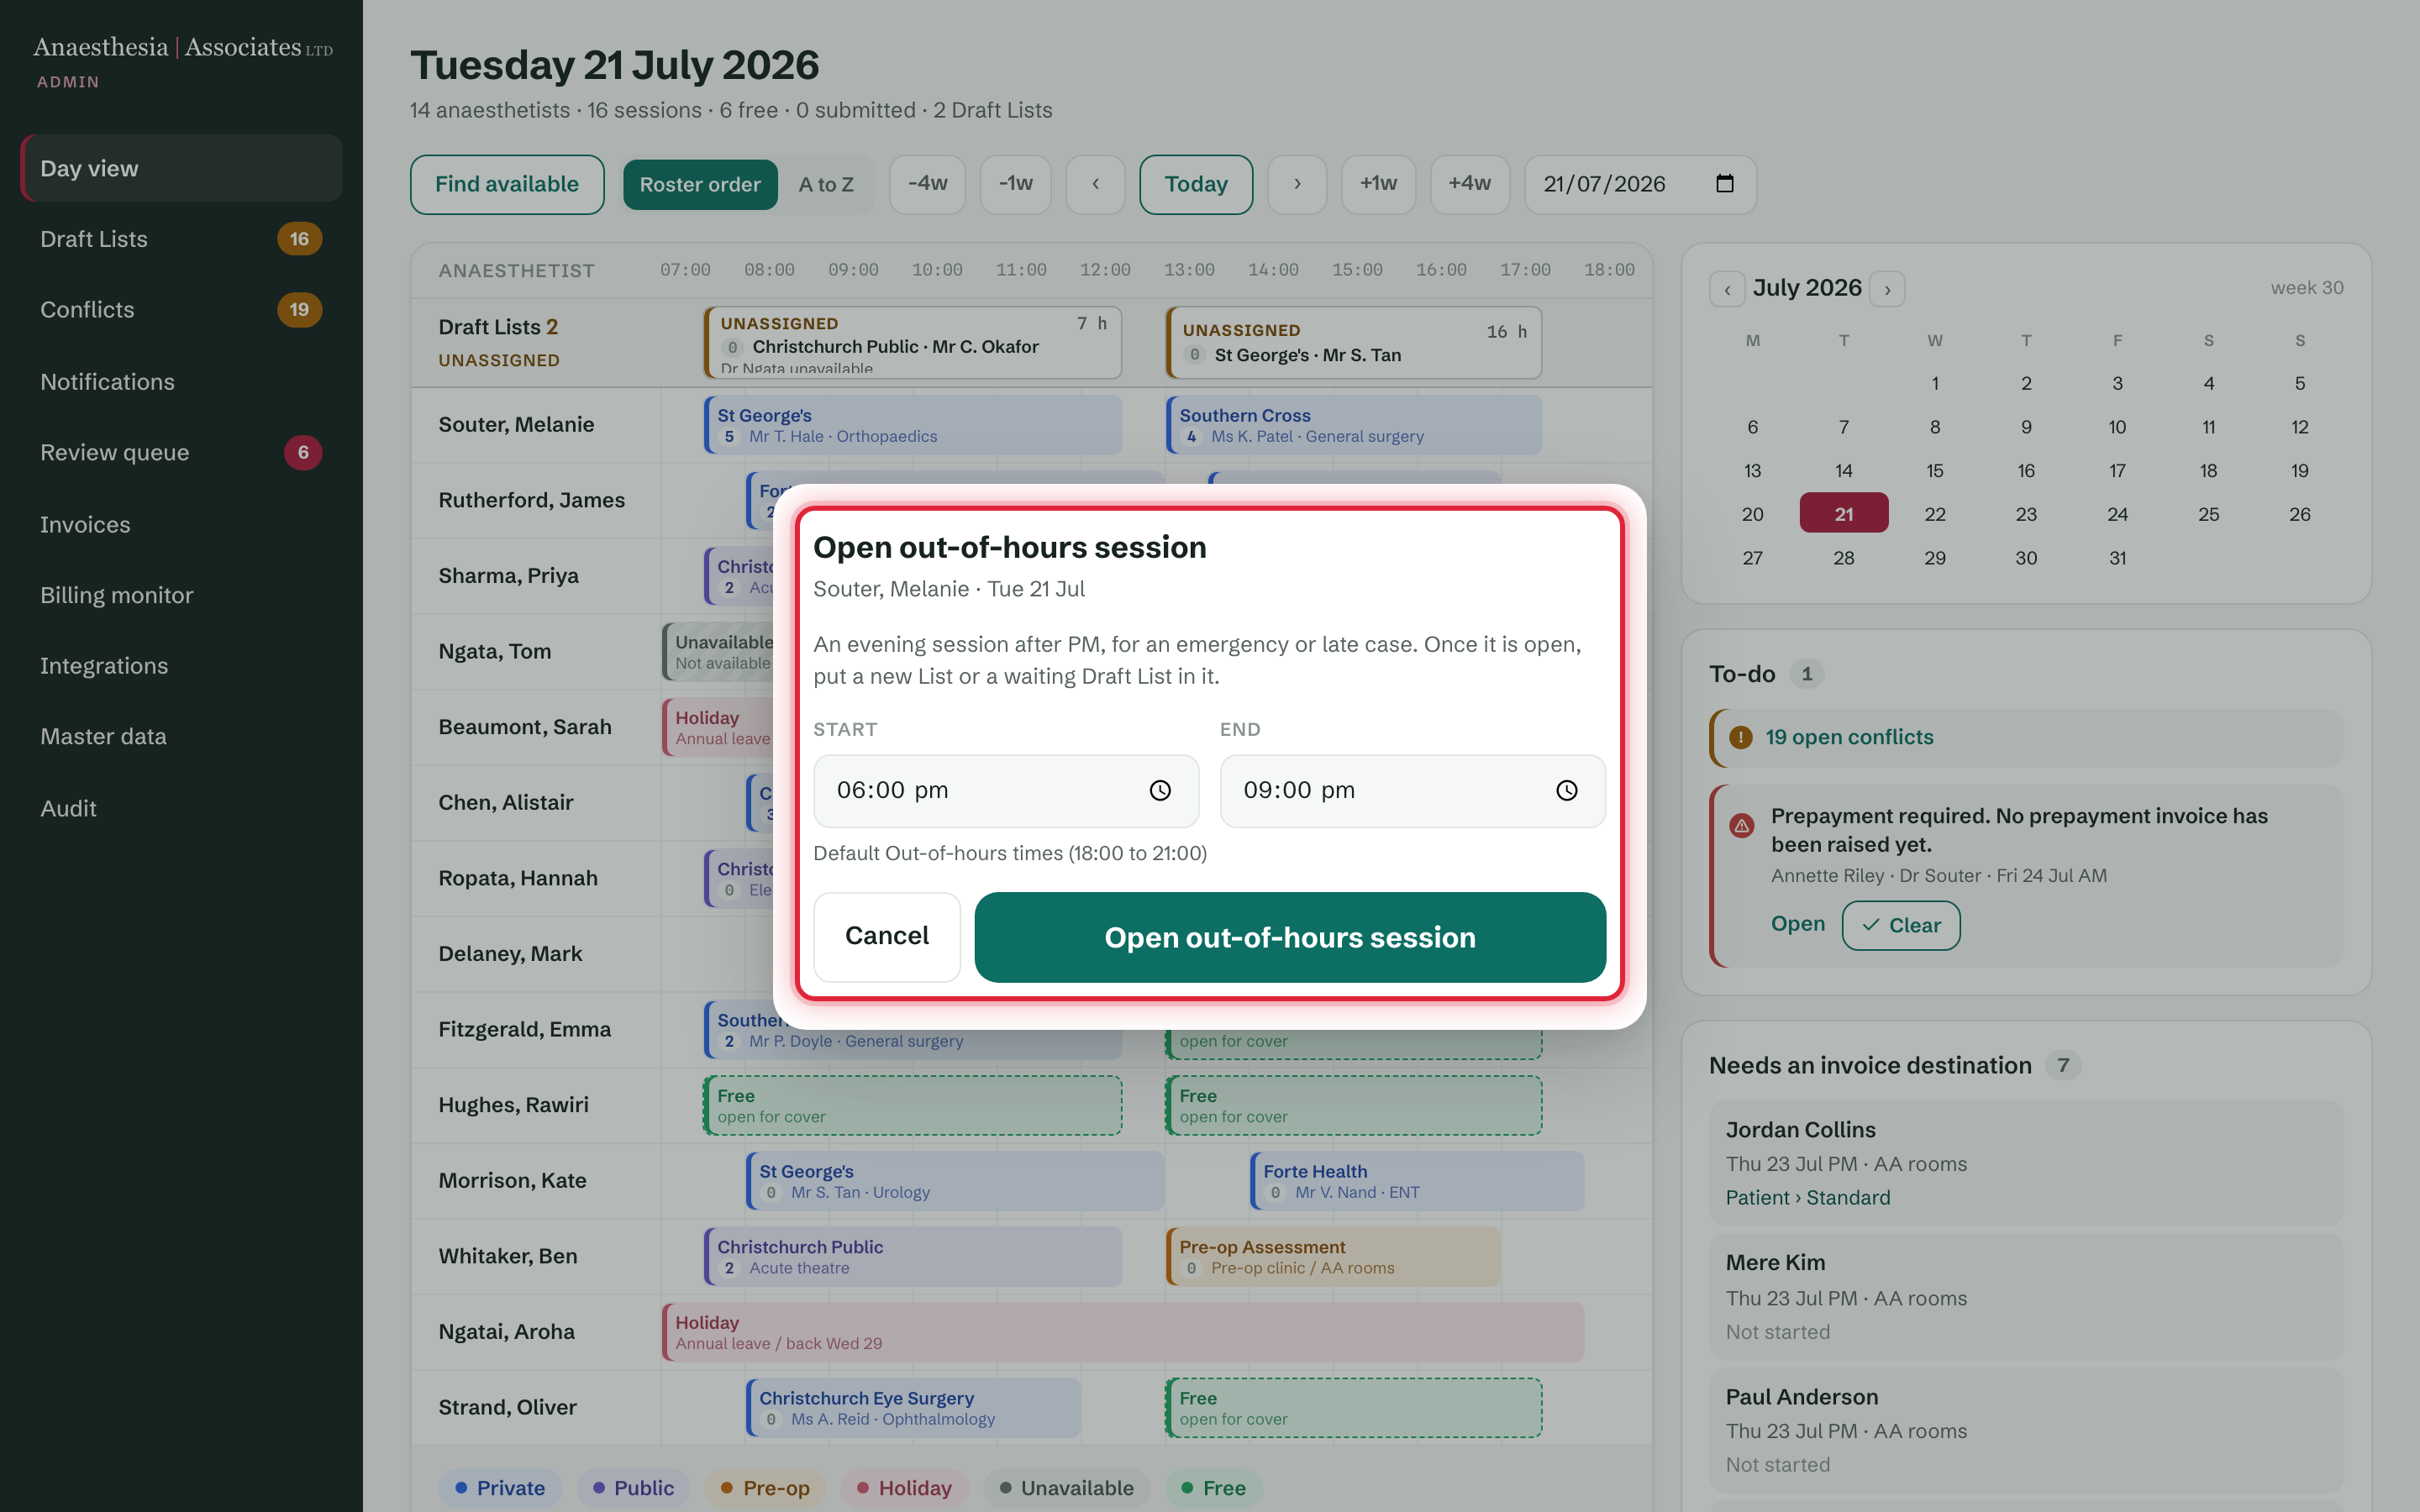 Anaesthesia | Associates LTD
ADMIN
Day view
Draft Lists 16
Conflicts 19
Notifications
Review queue 6
Invoices
Billing monitor
Integrations
Master data
Audit
Tuesday 21 July 2026
14 anaesthetists · 16 sessions · 6 free · 0 submitted · 2 Draft Lists
Find available
Roster order
A to Z
-4w
-1w
‹
Today
›
+1w
+4w
21/07/2026
ANAESTHETIST 07:00 08:00 09:00 10:00 11:00 12:00 13:00 14:00 15:00 16:00 17:00 18:00
Draft Lists 2
UNASSIGNED
UNASSIGNED 7 h
0 Christchurch Public · Mr C. Okafor
Dr Ngata unavailable
UNASSIGNED 16 h
0 St George's · Mr S. Tan
Souter, Melanie
St George's
5 Mr T. Hale · Orthopaedics
Southern Cross
4 Ms K. Patel · General surgery
Rutherford, James
Sharma, Priya
2
Ngata, Tom
Unavailable
Not available
Beaumont, Sarah
Holiday
Annual leave
Chen, Alistair
Ropata, Hannah
0
Delaney, Mark
Fitzgerald, Emma
2 Mr P. Doyle · General surgery
open for cover
Hughes, Rawiri
Free
open for cover
Free
open for cover
Morrison, Kate
St George's
0 Mr S. Tan · Urology
Forte Health
0 Mr V. Nand · ENT
Whitaker, Ben
Christchurch Public
2 Acute theatre
Pre-op Assessment
0 Pre-op clinic / AA rooms
Ngatai, Aroha
Holiday
Annual leave / back Wed 29
Strand, Oliver
Christchurch Eye Surgery
0 Ms A. Reid · Ophthalmology
Free
open for cover
Private
Public
Pre-op
Holiday
Unavailable
Free
Open out-of-hours session
Souter, Melanie · Tue 21 Jul
An evening session after PM, for an emergency or late case. Once it is open,
put a new List or a waiting Draft List in it.
START END
06:00 pm 09:00 pm
Default Out-of-hours times (18:00 to 21:00)
Cancel
Open out-of-hours session
‹ July 2026 › week 30
M T W T F S S
1 2 3 4 5
6 7 8 9 10 11 12
13 14 15 16 17 18 19
20 21 22 23 24 25 26
27 28 29 30 31
To-do 1
19 open conflicts
Prepayment required. No prepayment invoice has
been raised yet.
Annette Riley · Dr Souter · Fri 24 Jul AM
Open
Clear
Needs an invoice destination 7
Jordan Collins
Thu 23 Jul PM · AA rooms
Patient › Standard
Mere Kim
Thu 23 Jul PM · AA rooms
Not started
Paul Anderson
Thu 23 Jul PM · AA rooms
Not started